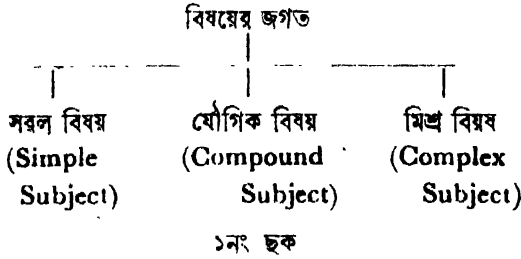 বিষয়ের জগত
সরল বিষয় যৌগিক বিষয় মিশ্র বিয়ষ
(Simple (Compound (Complex
Subject) Subject) Subject)
১নং ছক